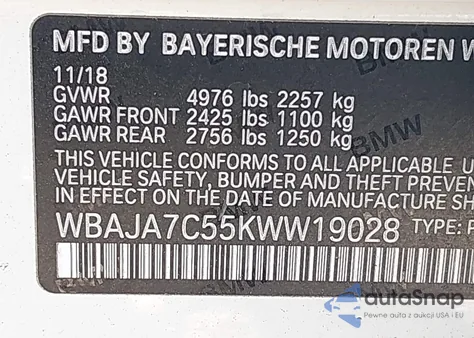 MFD BY BAYERISCHE MOTOREN W
11/18
GVWR 4976 lbs 2257 kg
GAWR FRONT 2425 lbs 1100 kg
GAWR REAR 2756 lbs 1250 kg
THIS VEHICLE CONFORMS TO ALL APPLICABLE
VEHICLE SAFETY, BUMPER AND THEFT PREVEN
IN EFFECT ON THE DATE OF MANUFACTURE SH
WBAJA7C55KWW19028 TYPE: P
BMW
autoSnap
Pewne auta z dokument USA i EU